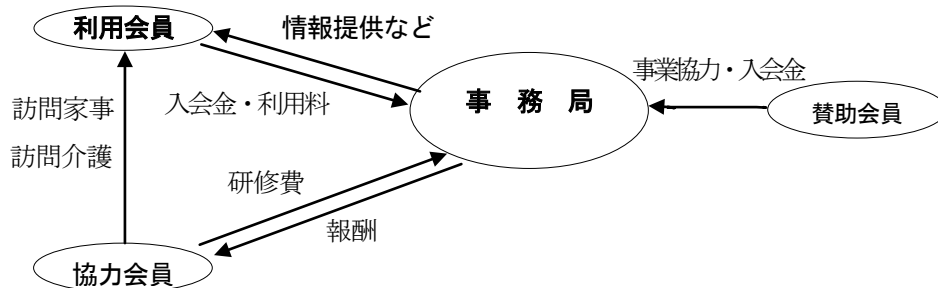 利用会員
情報提供など
事業協力・入会金
訪問家事
入会金・利用料
事　務　局
賛助会員
訪問介護
研修費
報酬
協力会員